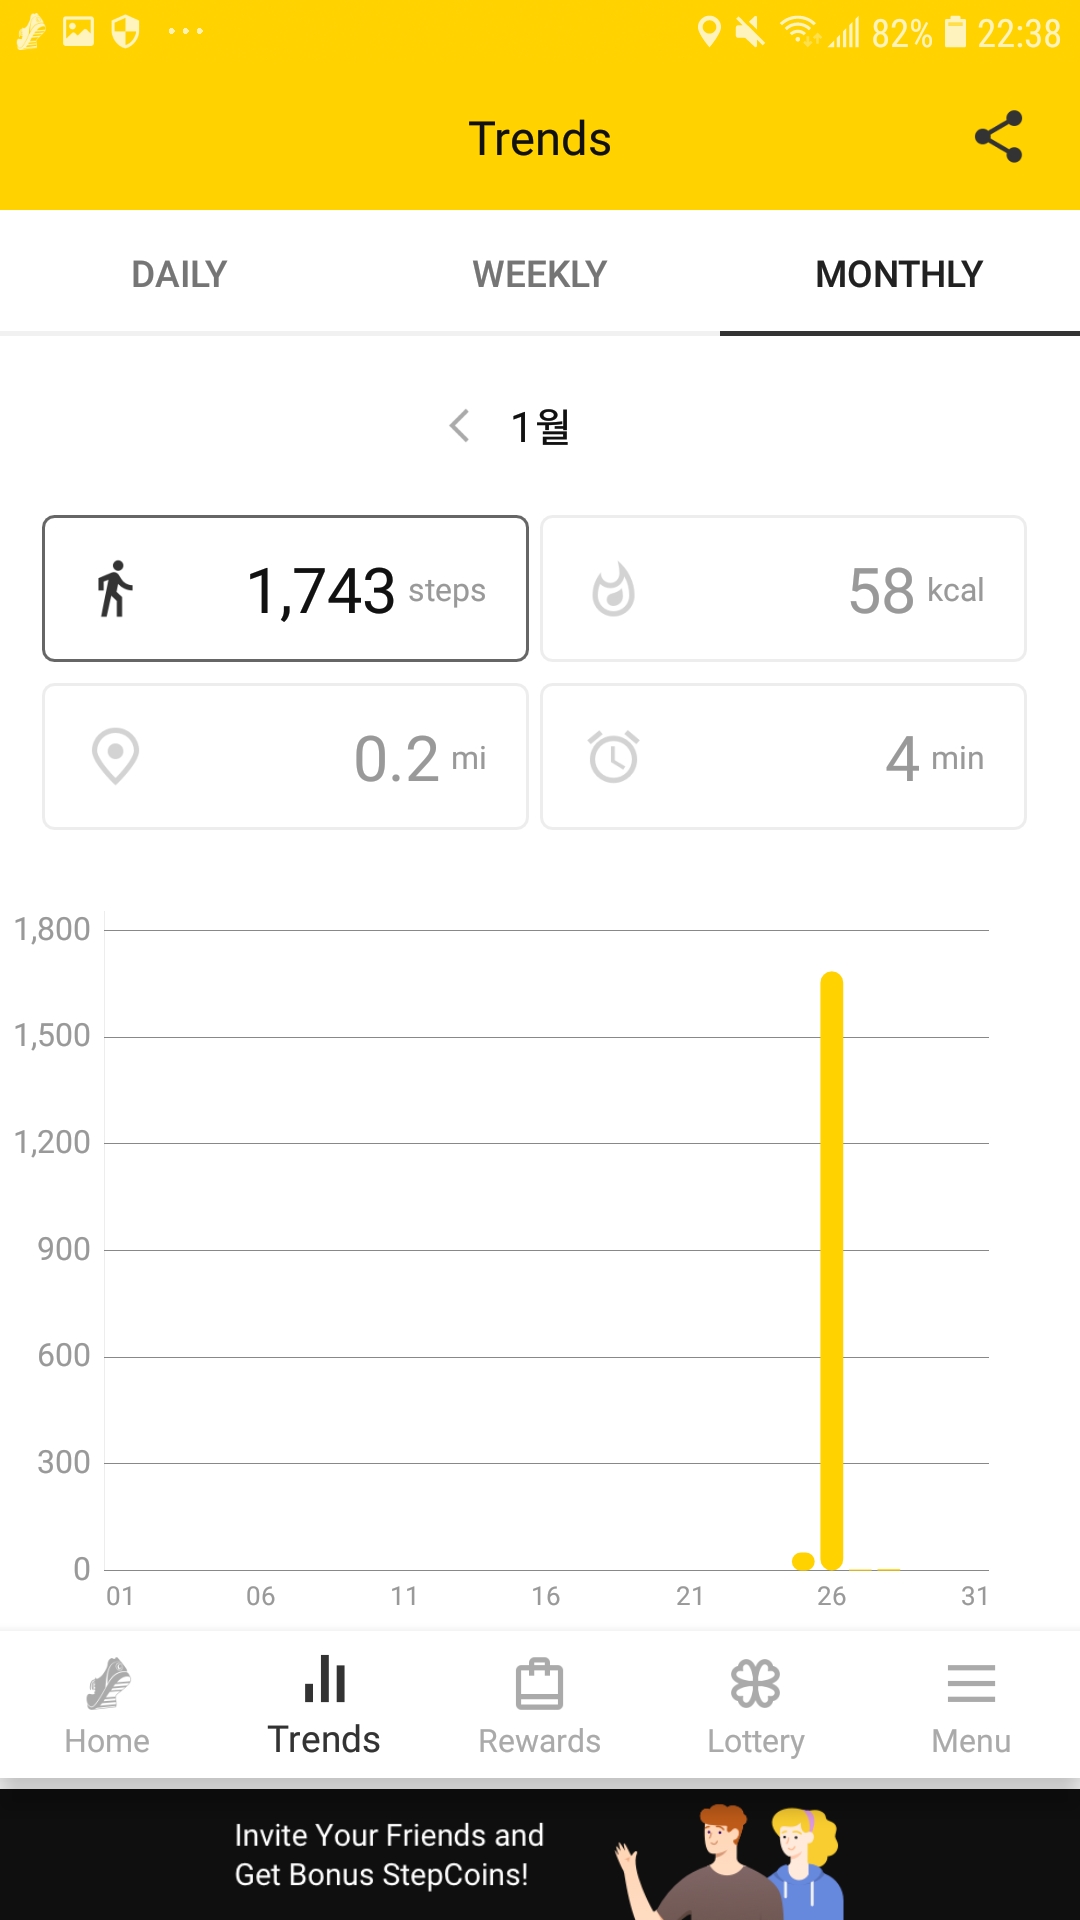 82% 22:38
Trends
DAILY WEEKLY MONTHLY
1월
1,743 steps 58 kcal
0.2 mi 4 min
1,800
1,500
1,200
900
600
300
0
01 06 11 16 21 26 31
Home Trends Rewards Lottery Menu
Invite Your Friends and
Get Bonus StepCoins!